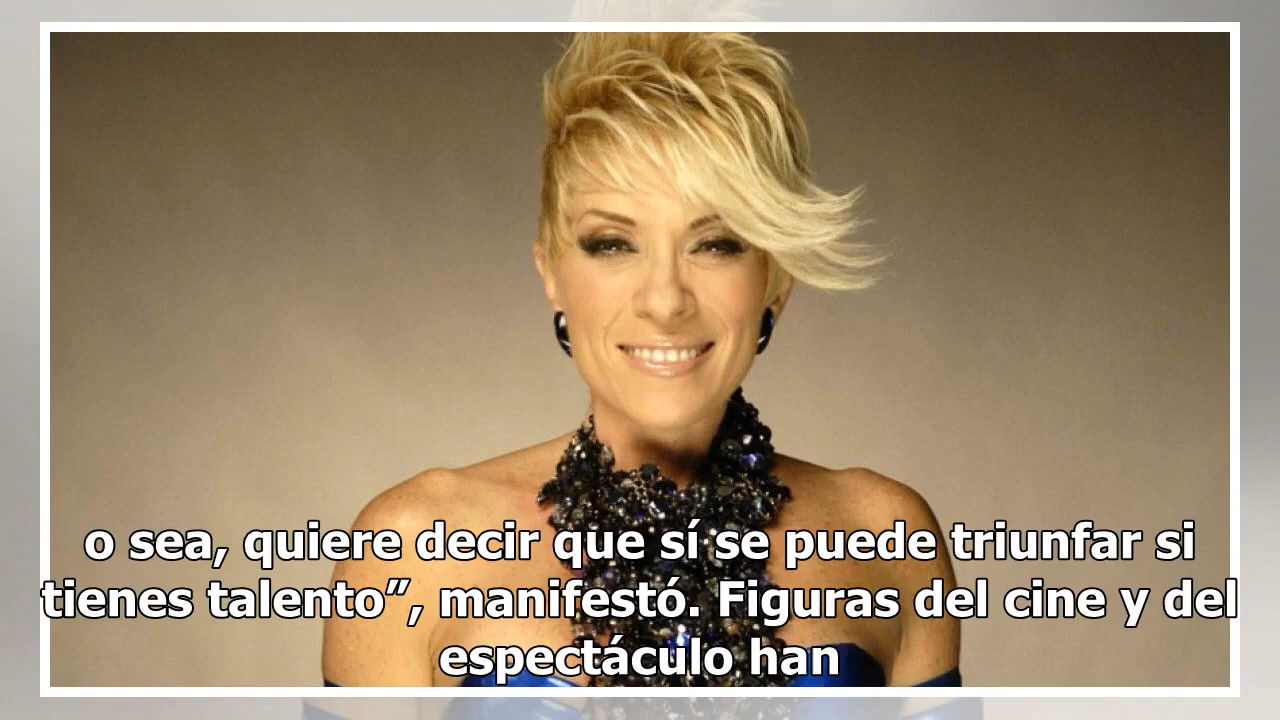 o sea, quiere decir que sí se puede triunfar si
tienes talento”, manifestó. Figuras del cine y del
espectáculo han